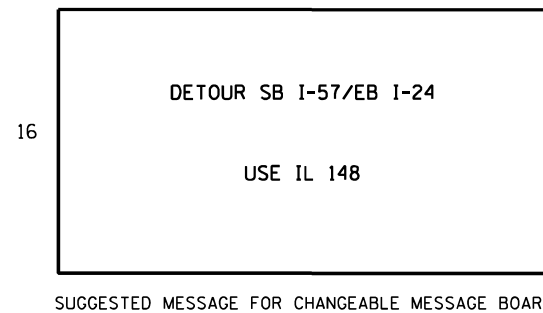 DETOUR SB I-57/EB I-24
16
USE IL 148
SUGGESTED MESSAGE FOR CHANGEABLE MESSAGE BOAR